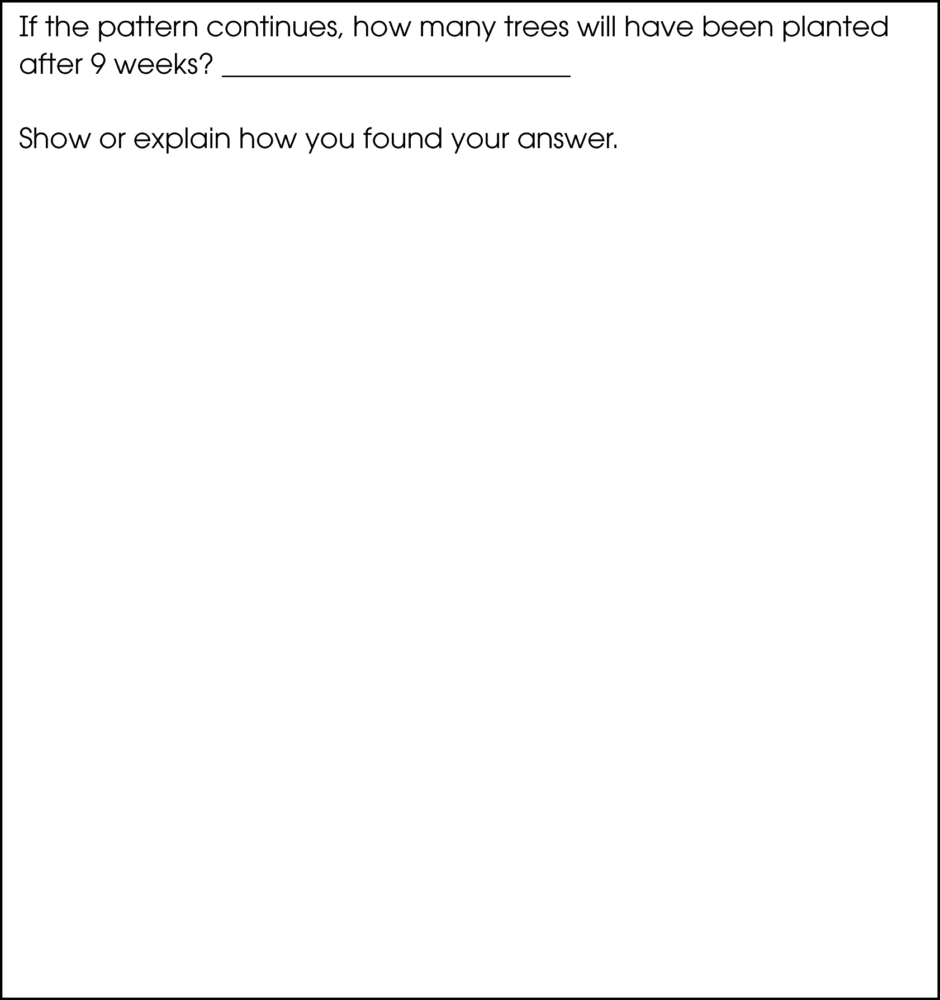 If the pattern continues, how many trees will have been planted
after 9 weeks? ________________________
Show or explain how you found your answer.